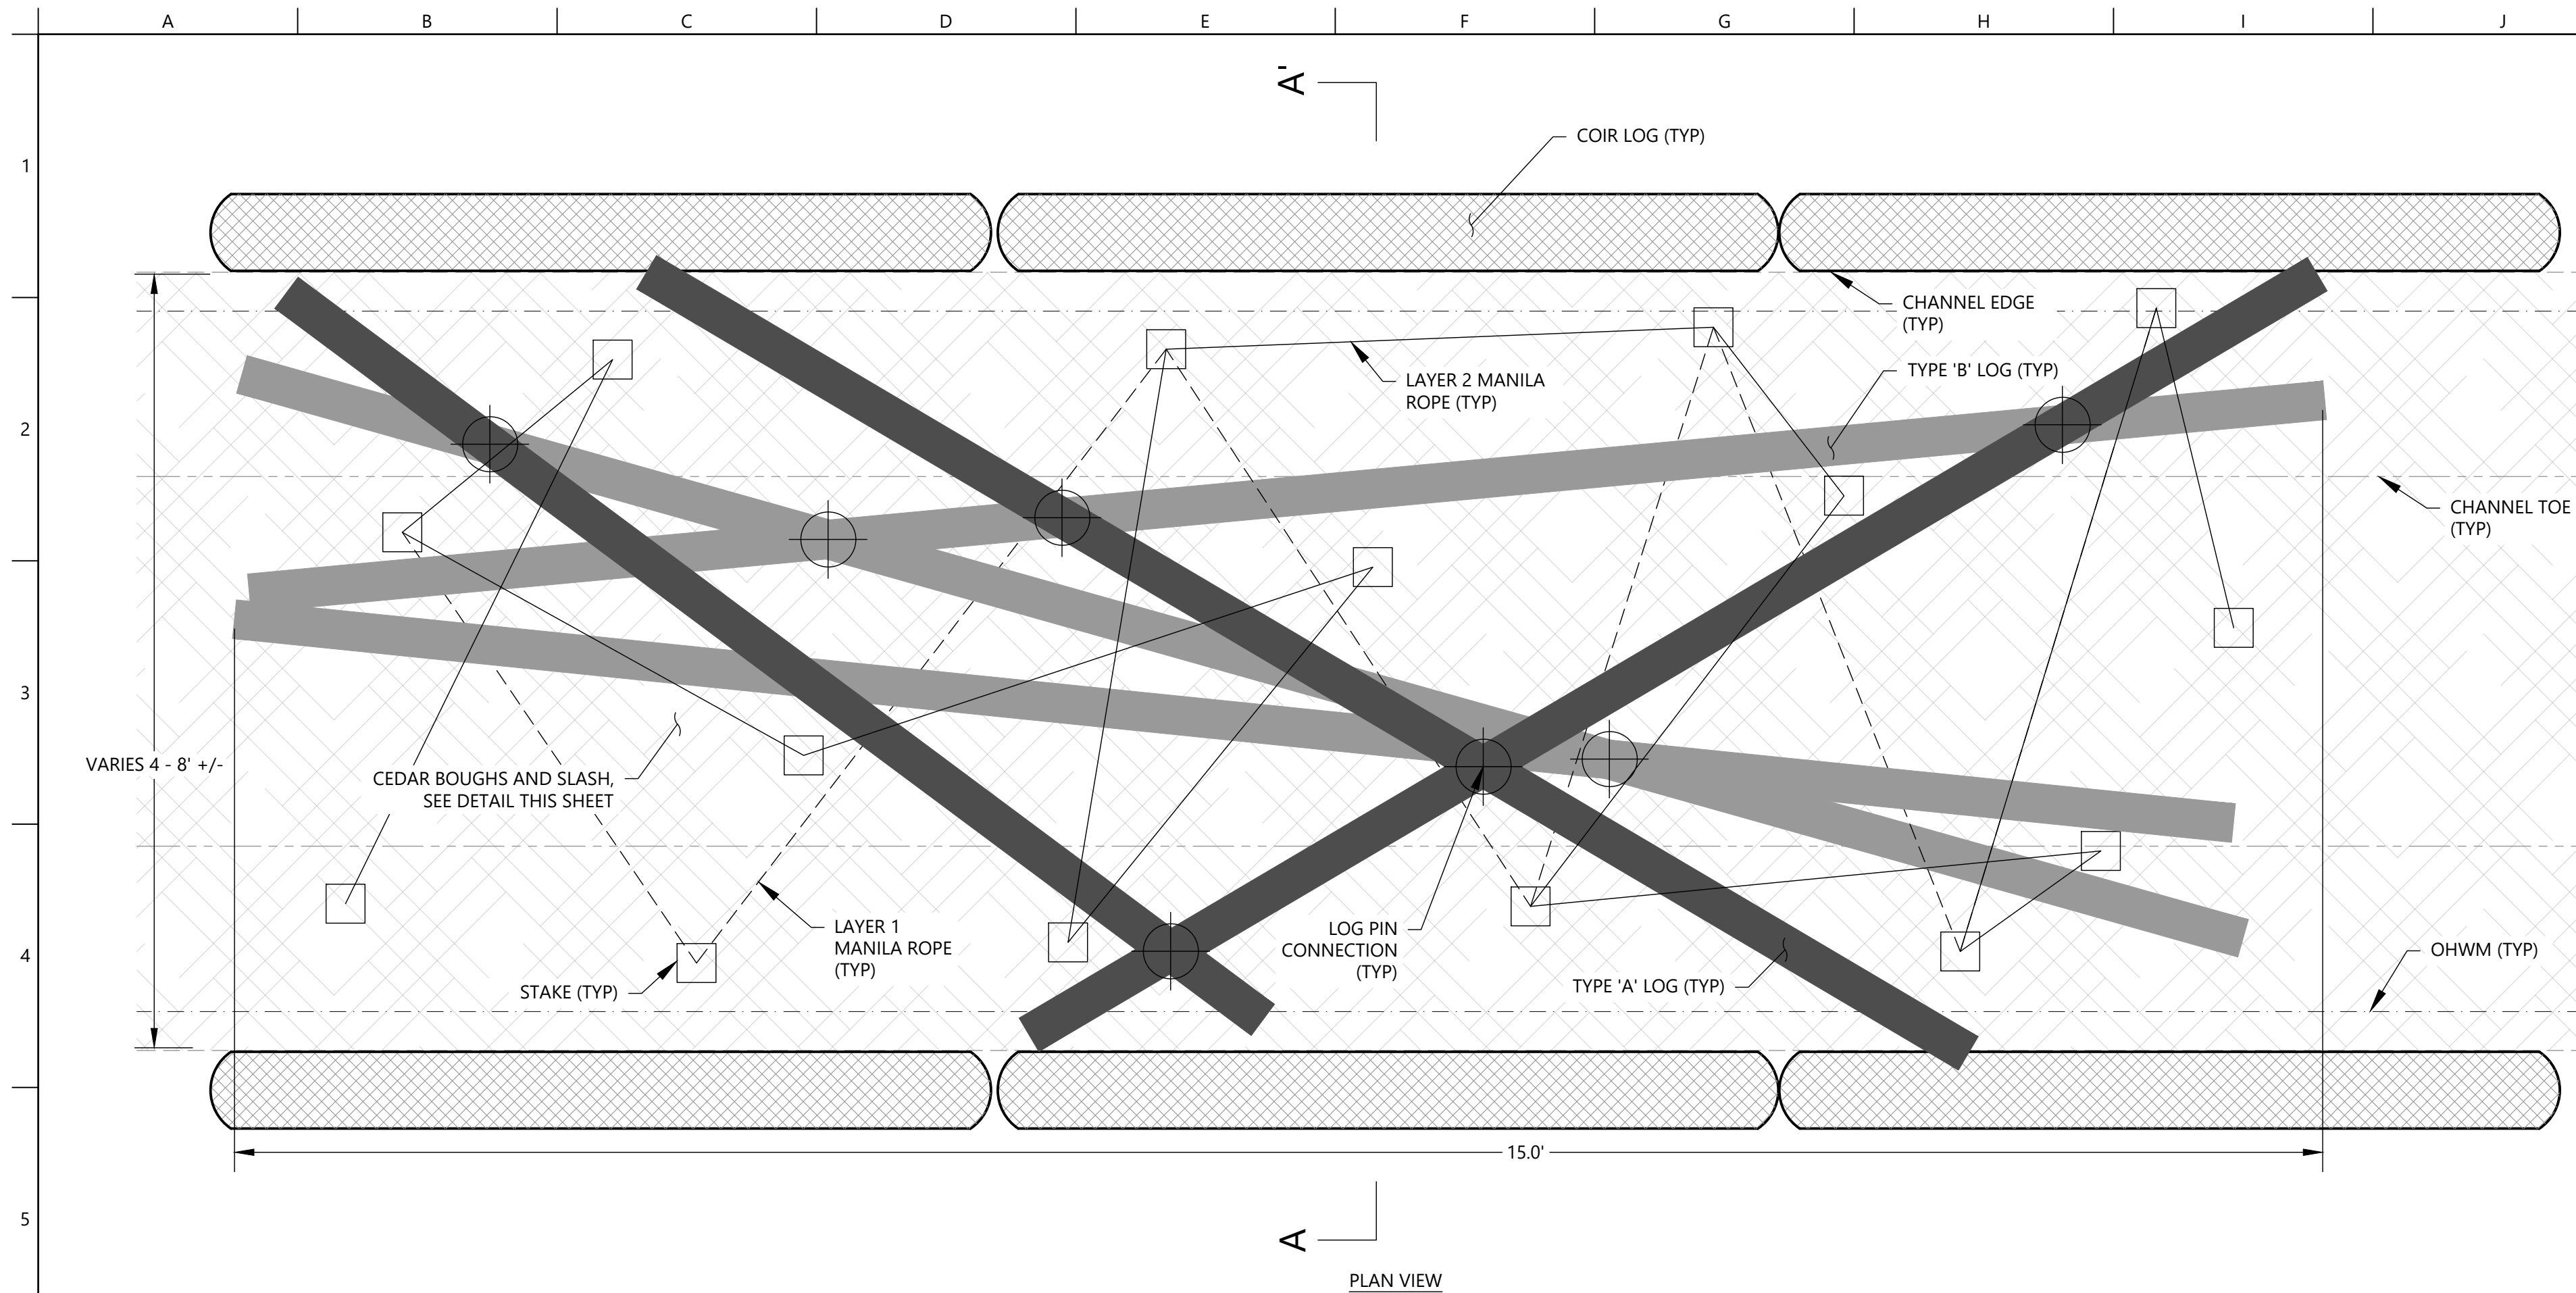 A B C D E F G H I J
A'
COIR LOG (TYP)
1
CHANNEL EDGE
(TYP)
TYPE 'B' LOG (TYP)
LAYER 2 MANILA
ROPE (TYP)
2
CHANNEL TOE
(TYP)
3
VARIES 4 - 8' +/-
CEDAR BOUGHS AND SLASH,
SEE DETAIL THIS SHEET
LAYER 1
MANILA ROPE
(TYP)
LOG PIN
CONNECTION
(TYP)
4
OHWM (TYP)
TYPE 'A' LOG (TYP)
STAKE (TYP)
15.0'
5
A
PLAN VIEW